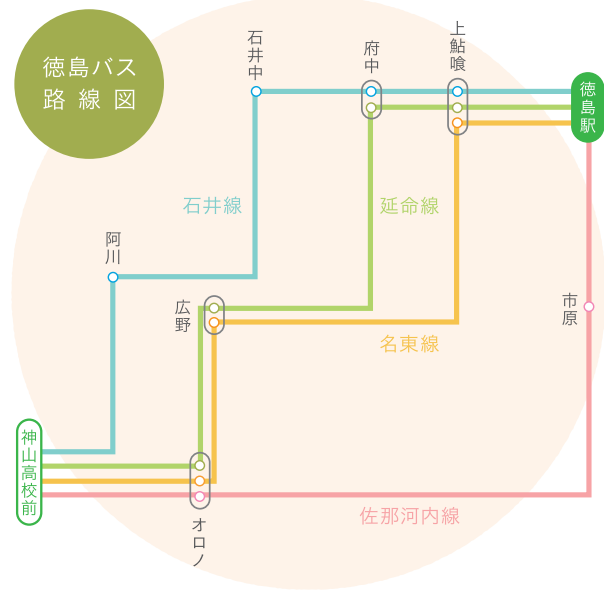 徳島バス
路線図
石井中
府中
上鮎喰
徳島駅
石井線
延命線
阿川
広野
市原
名東線
神山高校前
佐那河内線
オロノ